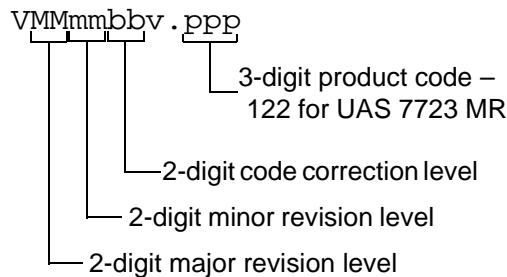 VMMmmbbv.ppp
3-digit product code –
122 for UAS 7723 MR
2-digit code correction level
2-digit minor revision level
2-digit major revision level